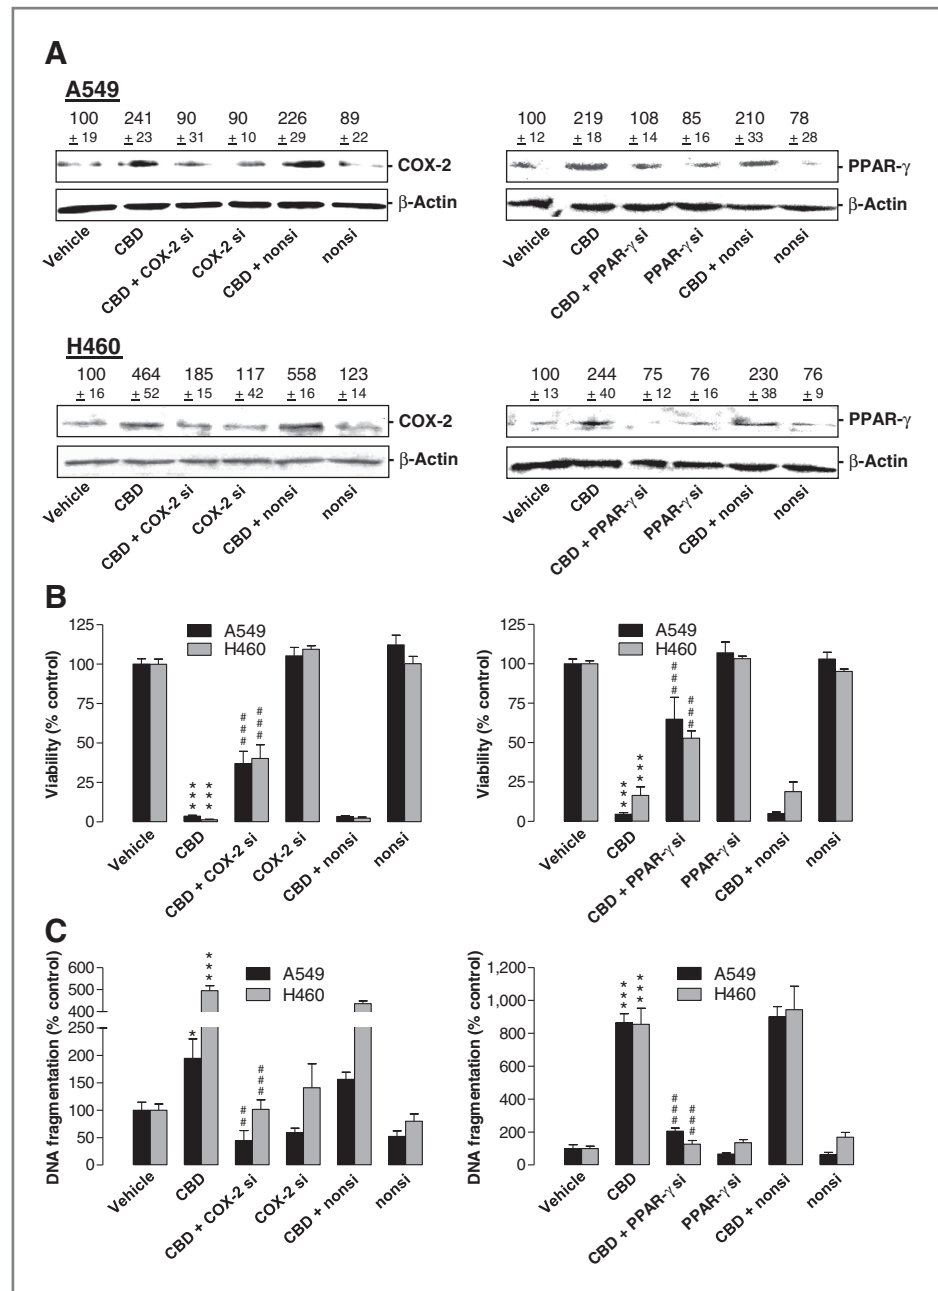 A
A549
100 241 90 90 226 89
± 19 ± 23 ± 31 ± 10 ± 29 ± 22
COX-2
β-Actin
Vehicle
CBD
CBD + COX-2 si
COX-2 si
CBD + nonsi
nonsi
100 219 108 85 210 78
± 12 ± 18 ± 14 ± 16 ± 33 ± 28
PPAR-γ
β-Actin
Vehicle
CBD
CBD + PPAR-γ si
PPAR-γ si
CBD + nonsi
nonsi
H460
100 464 185 117 558 123
± 16 ± 52 ± 15 ± 42 ± 16 ± 14
COX-2
β-Actin
Vehicle
CBD
CBD + COX-2 si
COX-2 si
CBD + nonsi
nonsi
100 244 75 76 230 76
± 13 ± 40 ± 12 ± 16 ± 38 ± 9
PPAR-γ
β-Actin
Vehicle
CBD
CBD + PPAR-γ si
PPAR-γ si
CBD + nonsi
nonsi
B
Viability (% control)
125
100
75
50
25
0
A549
H460
***
***
###
###
Vehicle
CBD
CBD + COX-2 si
COX-2 si
CBD + nonsi
nonsi
Viability (% control)
125
100
75
50
25
0
A549
H460
***
***
###
###
Vehicle
CBD
CBD + PPAR-γ si
PPAR-γ si
CBD + nonsi
nonsi
C
DNA fragmentation (% control)
600
500
400
250
200
150
100
50
0
A549
H460
*
***
##
###
Vehicle
CBD
CBD + COX-2 si
COX-2 si
CBD + nonsi
nonsi
DNA fragmentation (% control)
1,200
1,000
800
600
400
200
0
A549
H460
***
***
###
###
Vehicle
CBD
CBD + PPAR-γ si
PPAR-γ si
CBD + nonsi
nonsi